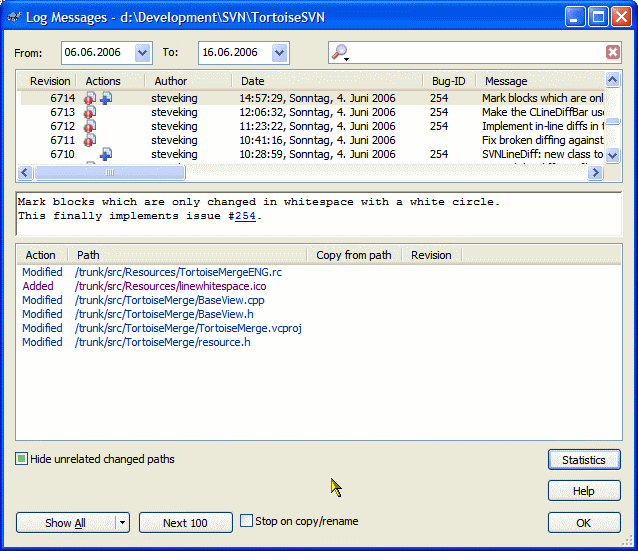 Log Messages - d:\Development\SVN\TortoiseSVN
From: 06.06.2006 To: 16.06.2006
Revision Actions Author Date Bug-ID Message
6714 steveking 14:57:29, Sonntag, 4. Juni 2006 254 Mark blocks which are onl
6713 steveking 12:06:32, Sonntag, 4. Juni 2006 254 Make the CLineDiffBar use
6712 steveking 11:23:22, Sonntag, 4. Juni 2006 254 Implement in-line diffs in t
6711 steveking 10:41:16, Sonntag, 4. Juni 2006 Fix broken diffing against
6710 steveking 10:28:59, Sonntag, 4. Juni 2006 254 SVNLineDiff: new class to
Mark blocks which are only changed in whitespace with a white circle.
This finally implements issue #254.
Action Path Copy from path Revision
Modified /trunk/src/Resources/TortoiseMergeENG.rc
Added /trunk/src/Resources/linewhitespace.ico
Modified /trunk/src/TortoiseMerge/BaseView.cpp
Modified /trunk/src/TortoiseMerge/BaseView.h
Modified /trunk/src/TortoiseMerge/TortoiseMerge.vcproj
Modified /trunk/src/TortoiseMerge/resource.h
Hide unrelated changed paths
Statistics
Help
Show All Next 100 Stop on copy/rename OK